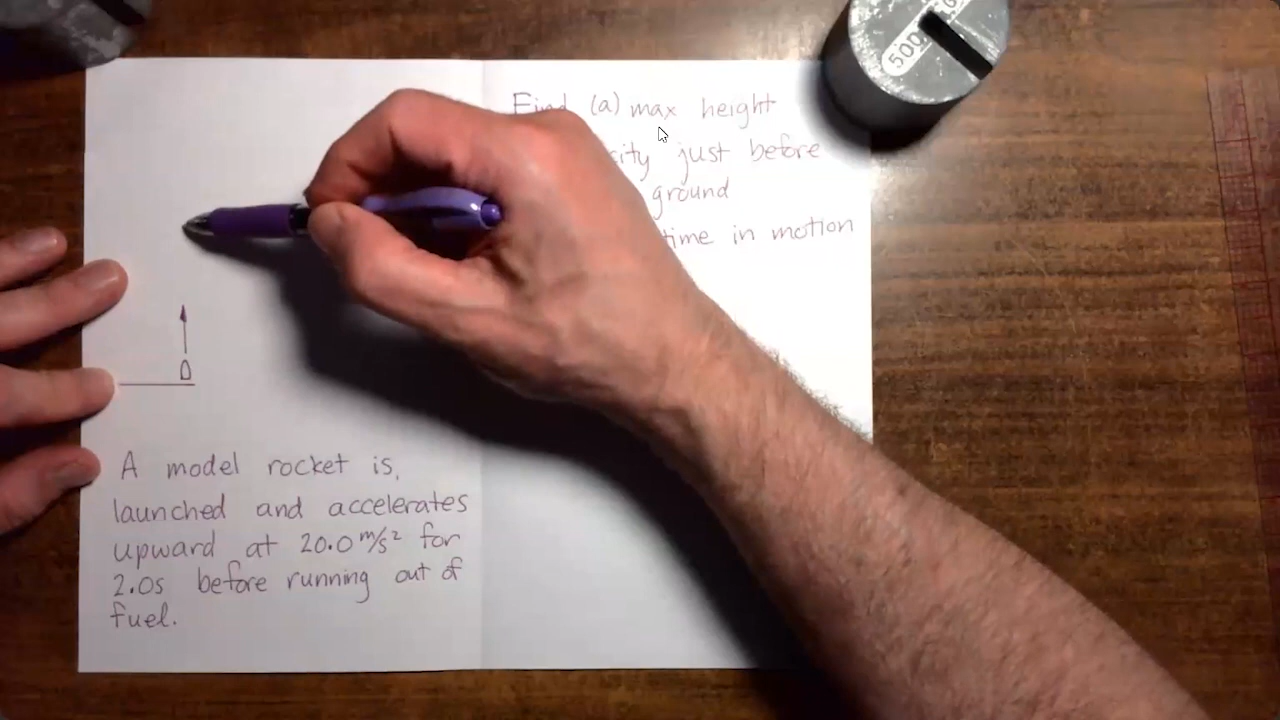 Find (a) max height
just before
ground
time in motion
A model rocket is,
launched and accelerates
upward at 20.0 m/s² for
2.0s before running out of
fuel.
500